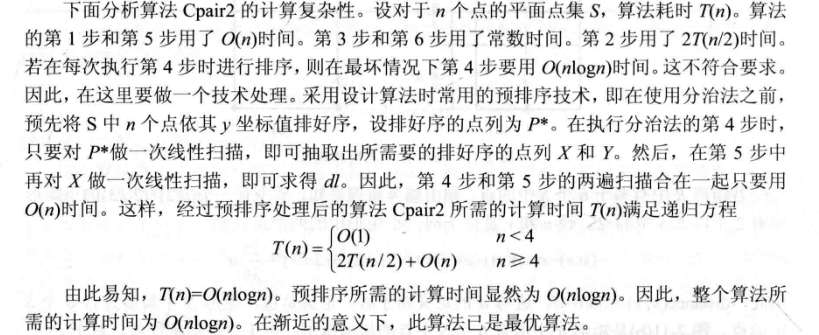 下面分析算法 Cpair2 的计算复杂性。设对于 n 个点的平面点集 S,算法耗时 T(n)。算法
的第 1 步和第 5 步用了 O(n)时间。第 3 步和第 6 步用了常数时间。第 2 步用了 2T(n/2)时间。
若在每次执行第 4 步时进行排序,则在最坏情况下第 4 步要用 O(nlogn)时间。这不符合要求。
因此,在这里要做一个技术处理。采用设计算法时常用的预排序技术,即在使用分治法之前,
预先将 S 中 n 个点依其 y 坐标值排好序,设排好序的点列为 P*。在执行分治法的第 4 步时,
只要对 P*做一次线性扫描,即可抽取出所需要的排好序的点列 X 和 Y。然后,在第 5 步中
再对 X 做一次线性扫描,即可求得 dl。因此,第 4 步和第 5 步的两遍扫描合在一起只要用
O(n)时间。这样,经过预排序处理后的算法 Cpair2 所需的计算时间 T(n)满足递归方程
T(n)={O(1) n<4
2T(n/2)+O(n) n≥4
由此易知,T(n)=O(nlogn)。预排序所需的计算时间显然为 O(nlogn)。因此,整个算法所
需的计算时间为 O(nlogn)。在渐近的意义下,此算法已是最优算法。